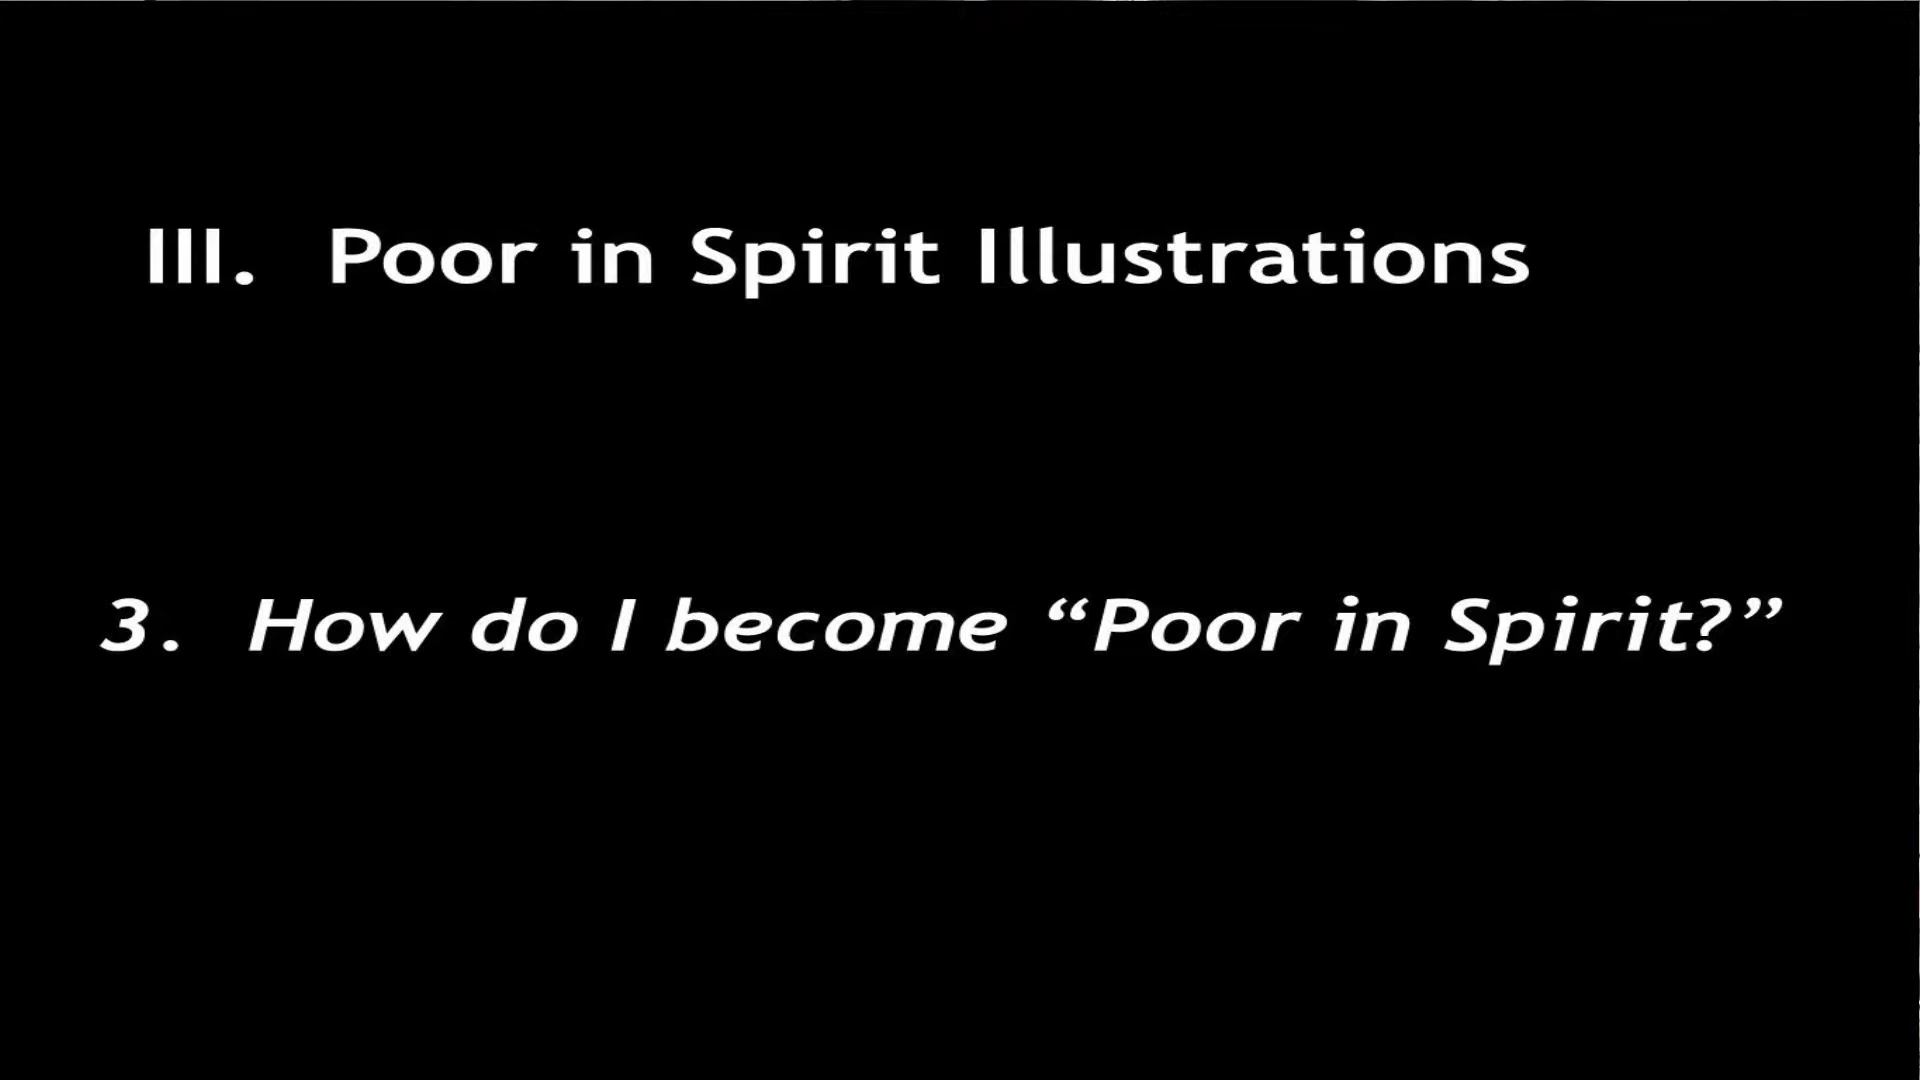 III. Poor in Spirit Illustrations
3. How do I become “Poor in Spirit?”